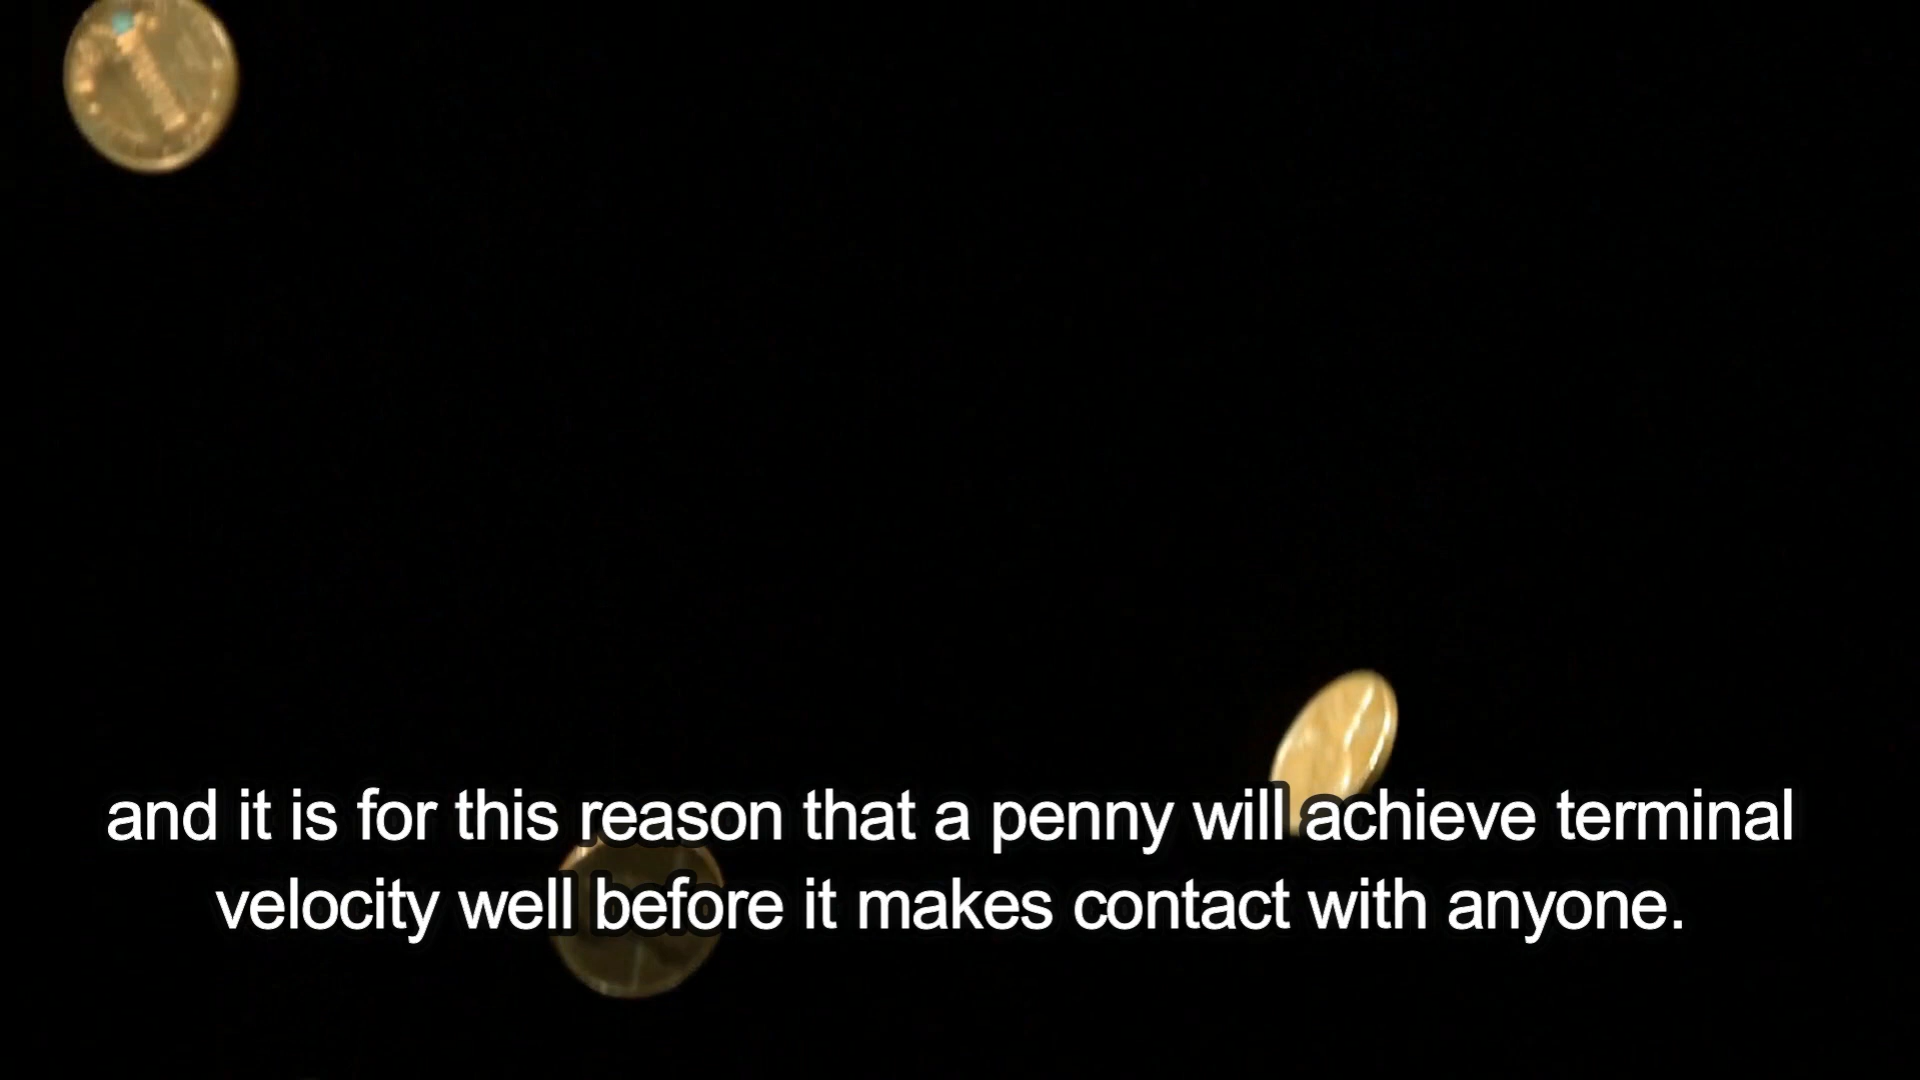 and it is for this reason that a penny will achieve terminal
velocity well before it makes contact with anyone.